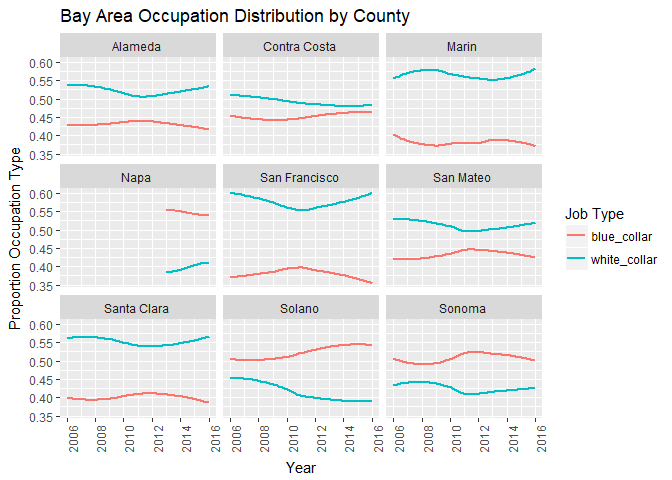 Bay Area Occupation Distribution by County
Alameda
Contra Costa
Marin
0.60
0.55
0.50
0.45
0.40
0.35
Napa
San Francisco
San Mateo
0.60
0.55
0.50
0.45
0.40
0.35
Santa Clara
Solano
Sonoma
0.60
0.55
0.50
0.45
0.40
0.35
Proportion Occupation Type
2006
2008
2010
2012
2014
2016
2006
2008
2010
2012
2014
2016
2006
2008
2010
2012
2014
2016
Year
Job Type
blue_collar
white_collar